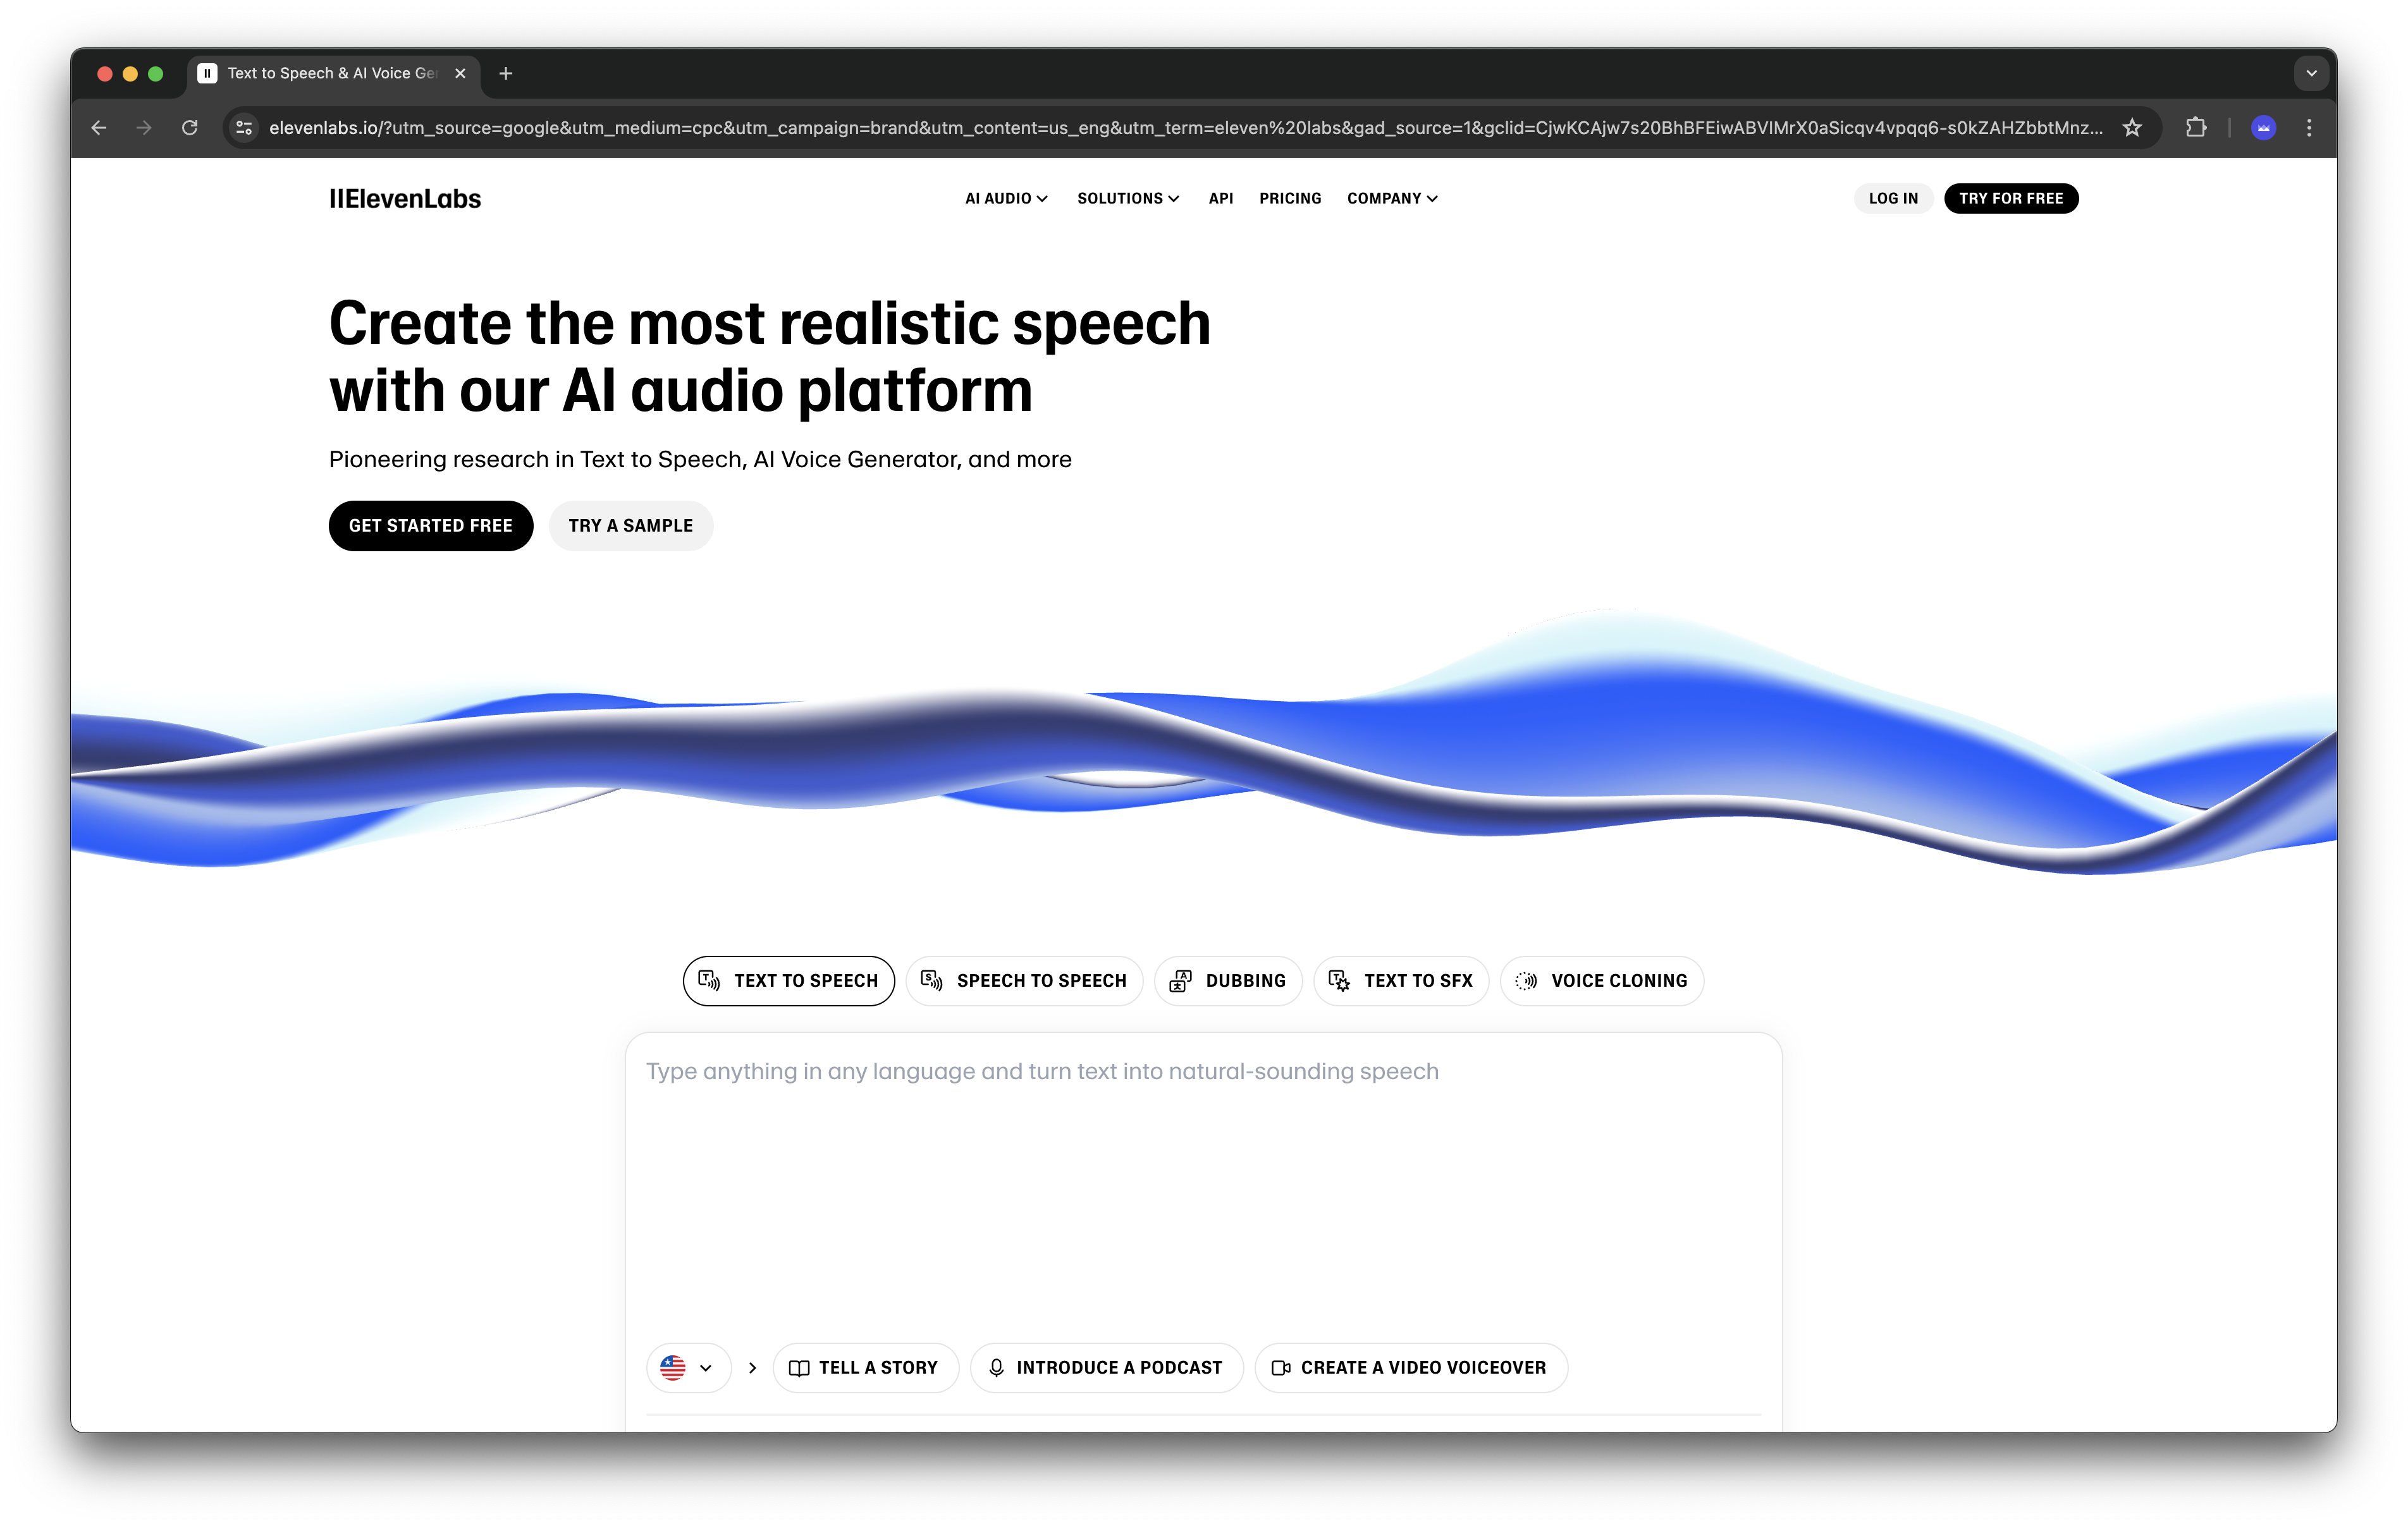 Text to Speech & AI Voice Ge
elevenlabs.io/?utm_source=google&utm_medium=cpc&utm_campaign=brand&utm_content=us_eng&utm_term=eleven%20labs&gad_source=1&gclid=CjwKCAjw7s20BhBFEiwABVIMrX0aSicqv4vpqq6-s0kZAHZbbtMnz...
IIElevenLabs
AI AUDIO
SOLUTIONS
API
PRICING
COMPANY
LOG IN
TRY FOR FREE
Create the most realistic speech
with our AI audio platform
Pioneering research in Text to Speech, AI Voice Generator, and more
GET STARTED FREE
TRY A SAMPLE
TEXT TO SPEECH
SPEECH TO SPEECH
DUBBING
TEXT TO SFX
VOICE CLONING
Type anything in any language and turn text into natural-sounding speech
TELL A STORY
INTRODUCE A PODCAST
CREATE A VIDEO VOICEOVER